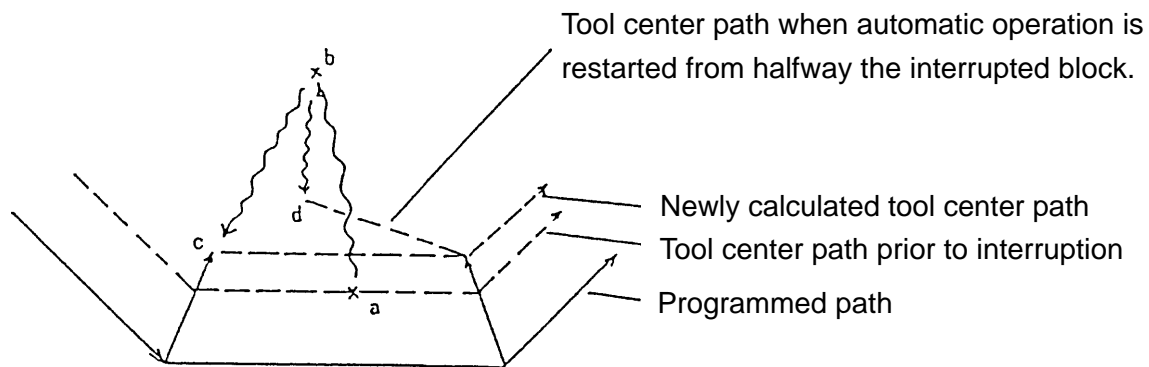 Tool center path when automatic operation is
restarted from halfway the interrupted block.
b
d
Newly calculated tool center path
c
Tool center path prior to interruption
a
Programmed path